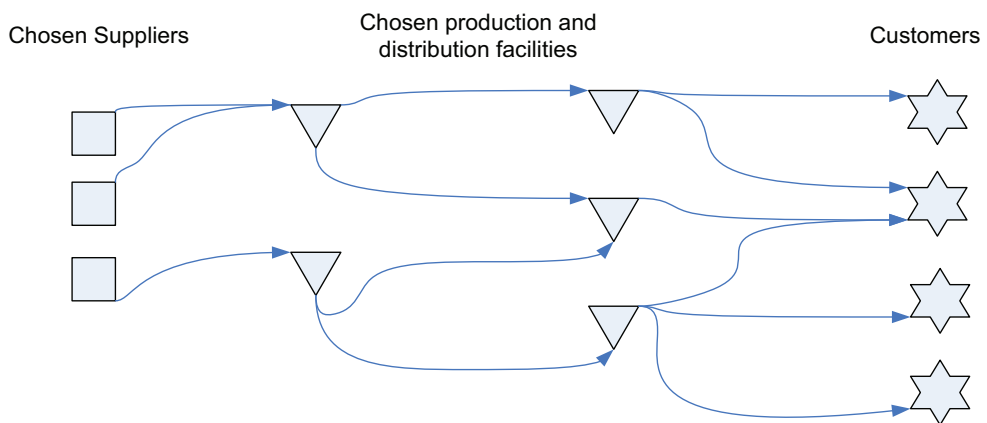 Chosen Suppliers
Chosen production and
distribution facilities
Customers